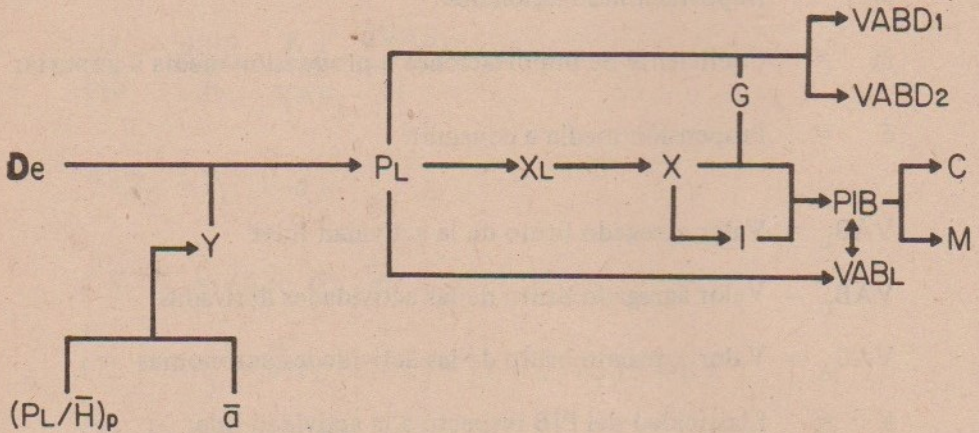 VABD1
G
VABD2
De PL XL X PIB C
Y I M
VABL
(PL/H̄)p ā